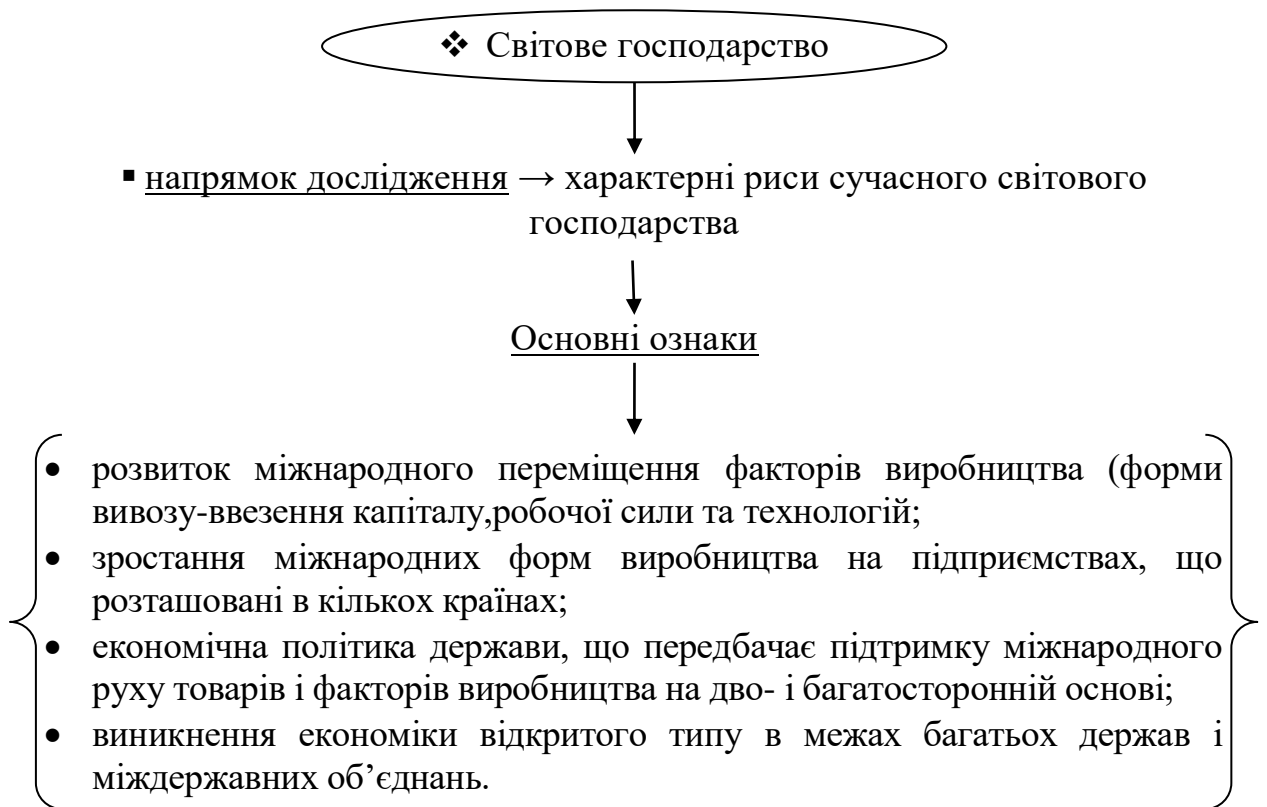 ❖ Світове господарство
▪ напрямок дослідження → характерні риси сучасного світового
господарства
Основні ознаки
• розвиток міжнародного переміщення факторів виробництва (форми
вивозу-ввезення капіталу,робочої сили та технологій;
• зростання міжнародних форм виробництва на підприємствах, що
розташовані в кількох країнах;
• економічна політика держави, що передбачає підтримку міжнародного
руху товарів і факторів виробництва на дво- і багатосторонній основі;
• виникнення економіки відкритого типу в межах багатьох держав і
міждержавних об’єднань.